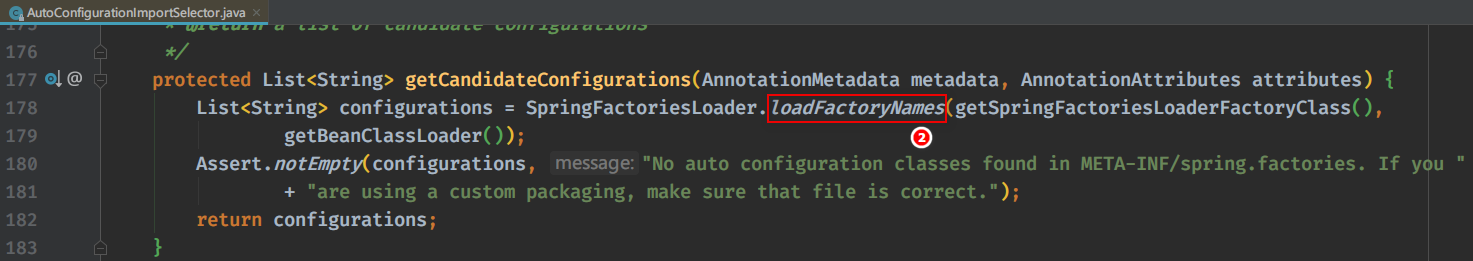 AutoConfigurationImportSelector.java ×
175 * @return a list of candidate configurations
176 */
177 @ protected List<String> getCandidateConfigurations(AnnotationMetadata metadata, AnnotationAttributes attributes) {
178 List<String> configurations = SpringFactoriesLoader.loadFactoryNames(getSpringFactoriesLoaderFactoryClass(),
2
179 getBeanClassLoader());
180 Assert.notEmpty(configurations, message: "No auto configuration classes found in META-INF/spring.factories. If you "
181 + "are using a custom packaging, make sure that file is correct.");
182 return configurations;
183 }